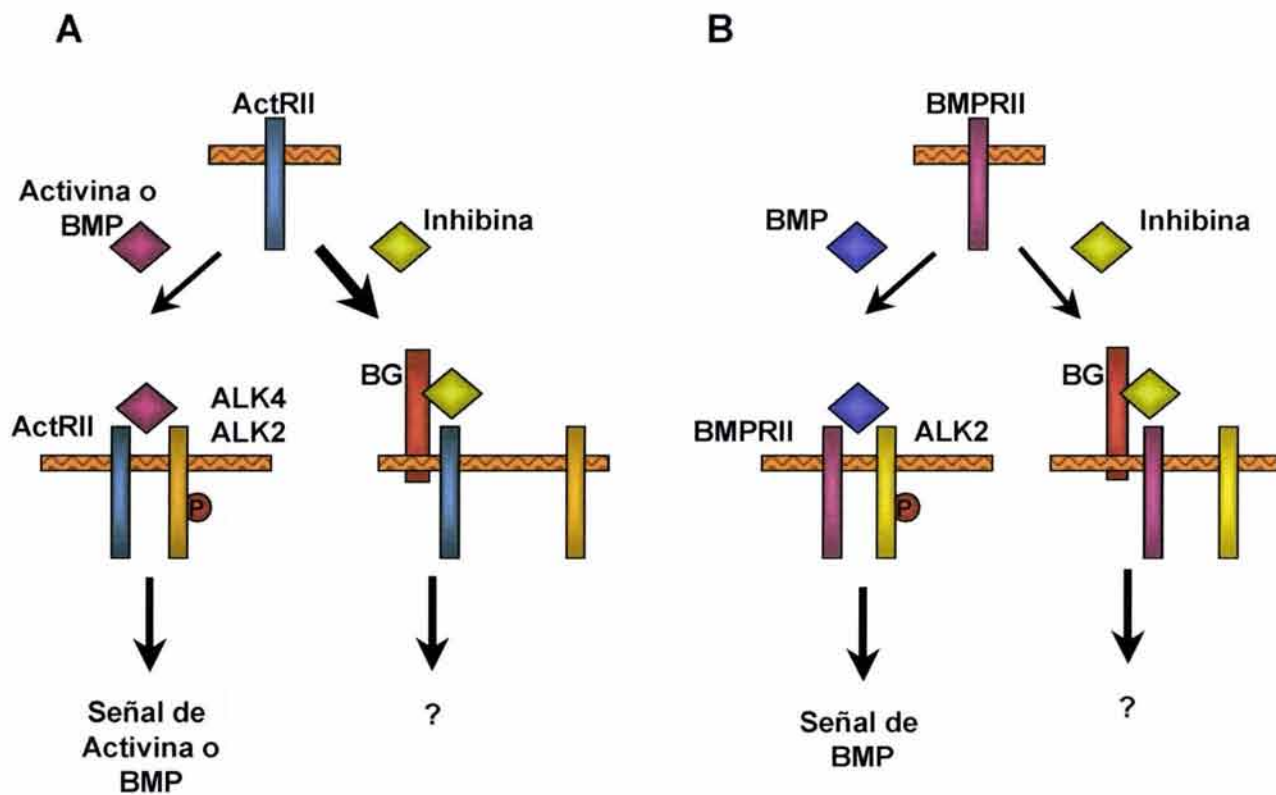 A
ActRII
Activina o
BMP
Inhibina
ActRII
ALK4
ALK2
P
BG
Señal de
Activina o
BMP
?
B
BMPRII
BMP
Inhibina
BMPRII
ALK2
P
BG
Señal de
BMP
?